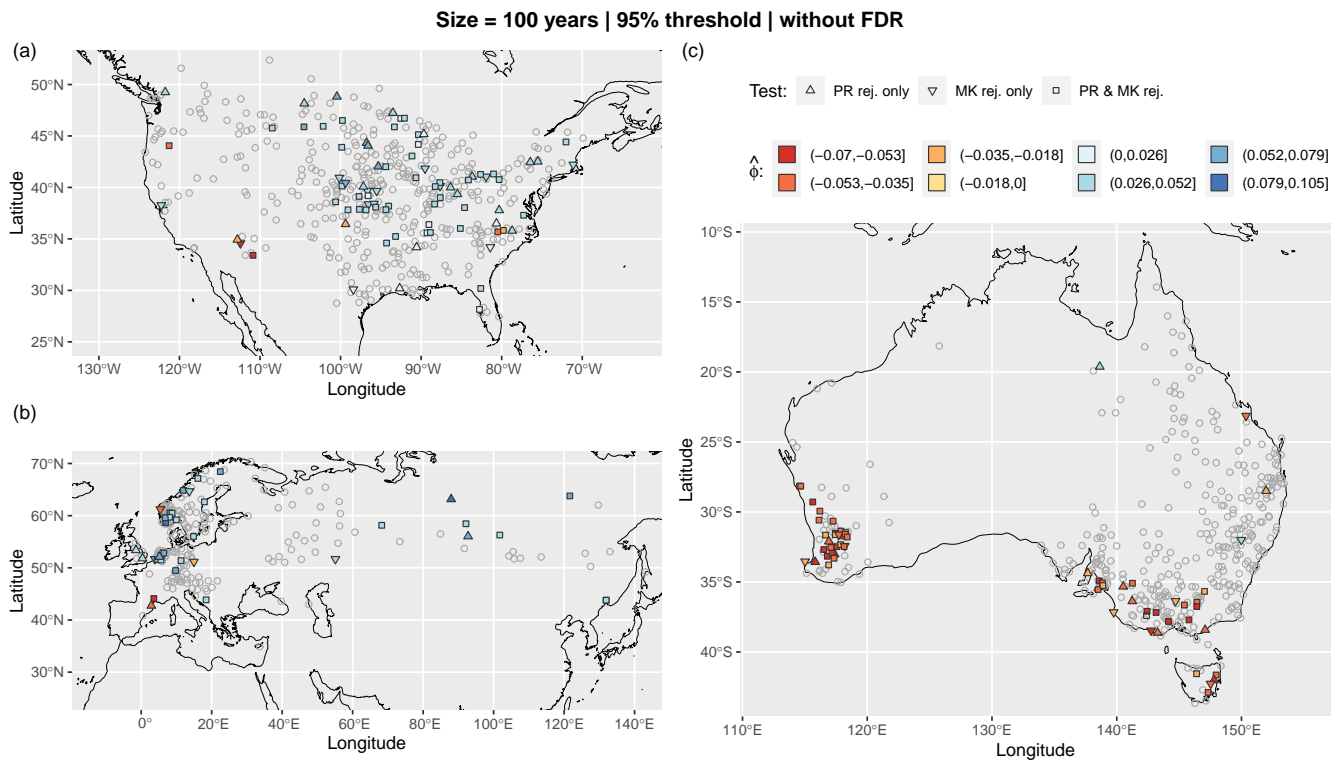 Size = 100 years | 95% threshold | without FDR
(a)
50°N
45°N
40°N
35°N
30°N
25°N
Latitude
130°W 120°W 110°W 100°W 90°W 80°W 70°W
Longitude
(b)
70°N
60°N
50°N
40°N
30°N
Latitude
0° 20°E 40°E 60°E 80°E 100°E 120°E 140°E
Longitude
(c)
Test: PR rej. only MK rej. only PR & MK rej.
ϕ̂:
(−0.07,−0.053] (−0.035,−0.018] (0,0.026] (0.052,0.079]
(−0.053,−0.035] (−0.018,0] (0.026,0.052] (0.079,0.105]
10°S
15°S
20°S
25°S
30°S
35°S
40°S
Latitude
110°E 120°E 130°E 140°E 150°E
Longitude